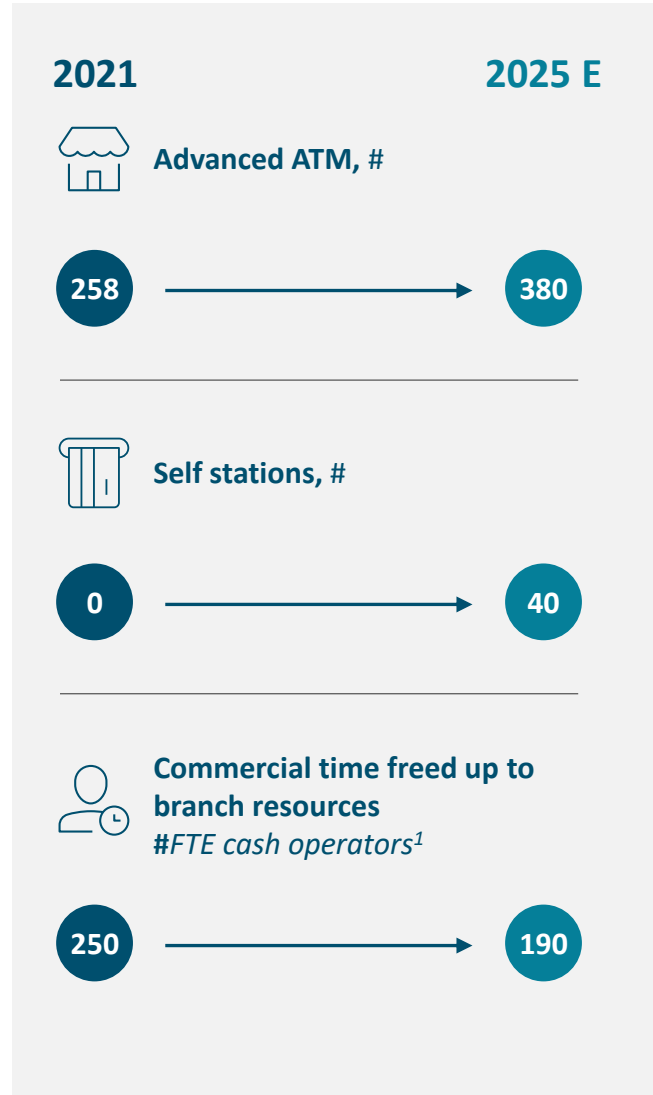 2021 2025 E
Advanced ATM, #
258 380
Self stations, #
0 40
Commercial time freed up to
branch resources
#FTE cash operators1
250 190